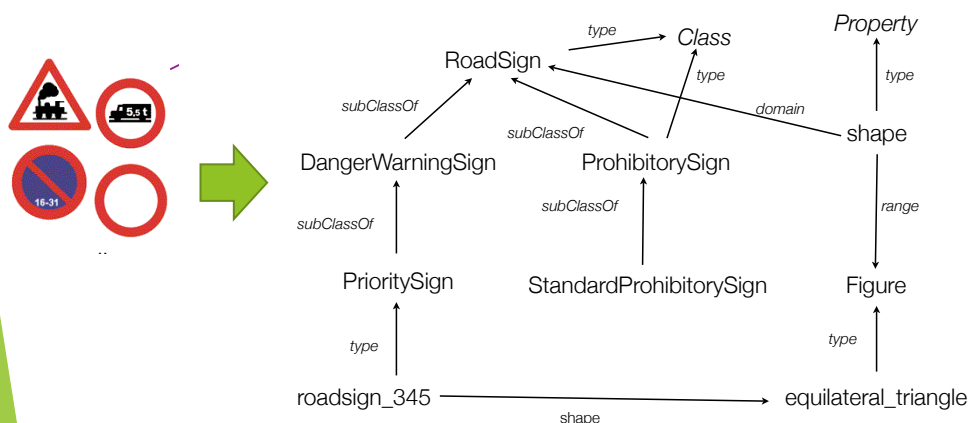 Property
type
Class
RoadSign
type
type
5,5 t
subClassOf
domain
shape
subClassOf
DangerWarningSign
ProhibitorySign
16-31
subClassOf
subClassOf
range
PrioritySign
StandardProhibitorySign
Figure
type
type
roadsign_345
equilateral_triangle
shape